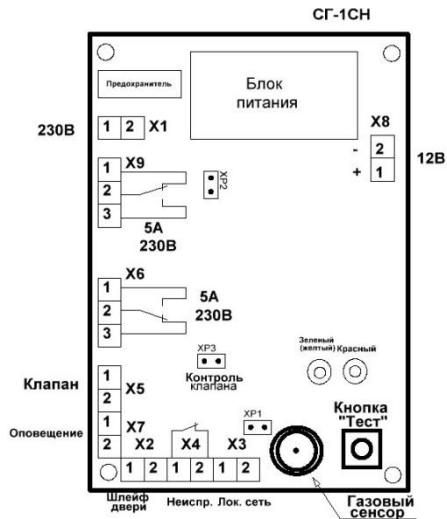 СГ-1СН
Предохранитель
Блок
питания
230В
1 2 X1
X8
- 2
+ 1
12В
X9
1
2
3
XP2
5А
230В
X6
1
2
3
5А
230В
XP3
Контроль
клапана
Зеленый
(желтый)
Красный
Клапан
1
2
X5
Оповещение
1
2
X7
X2 X4 X3
XP1
1 2 1 2 1 2
Кнопка
"Тест"
Шлейф
двери
Неиспр. Лок. сеть
Газовый
сенсор